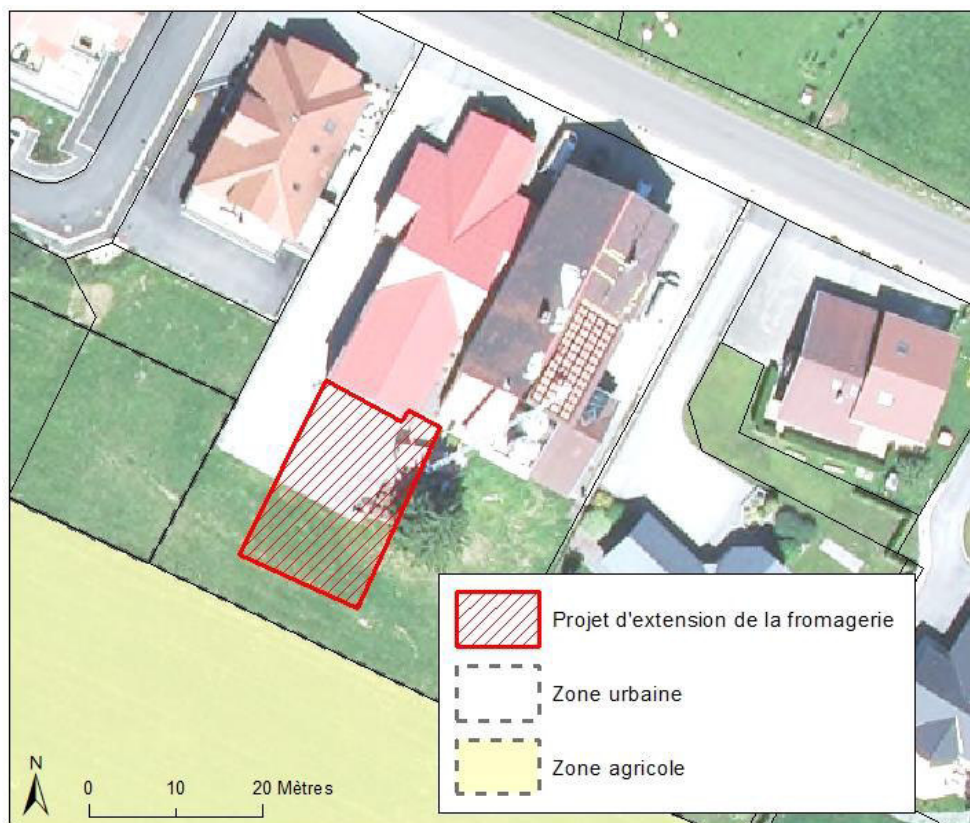 Projet d'extension de la fromagerie
Zone urbaine
Zone agricole
N
0 10 20 Mètres